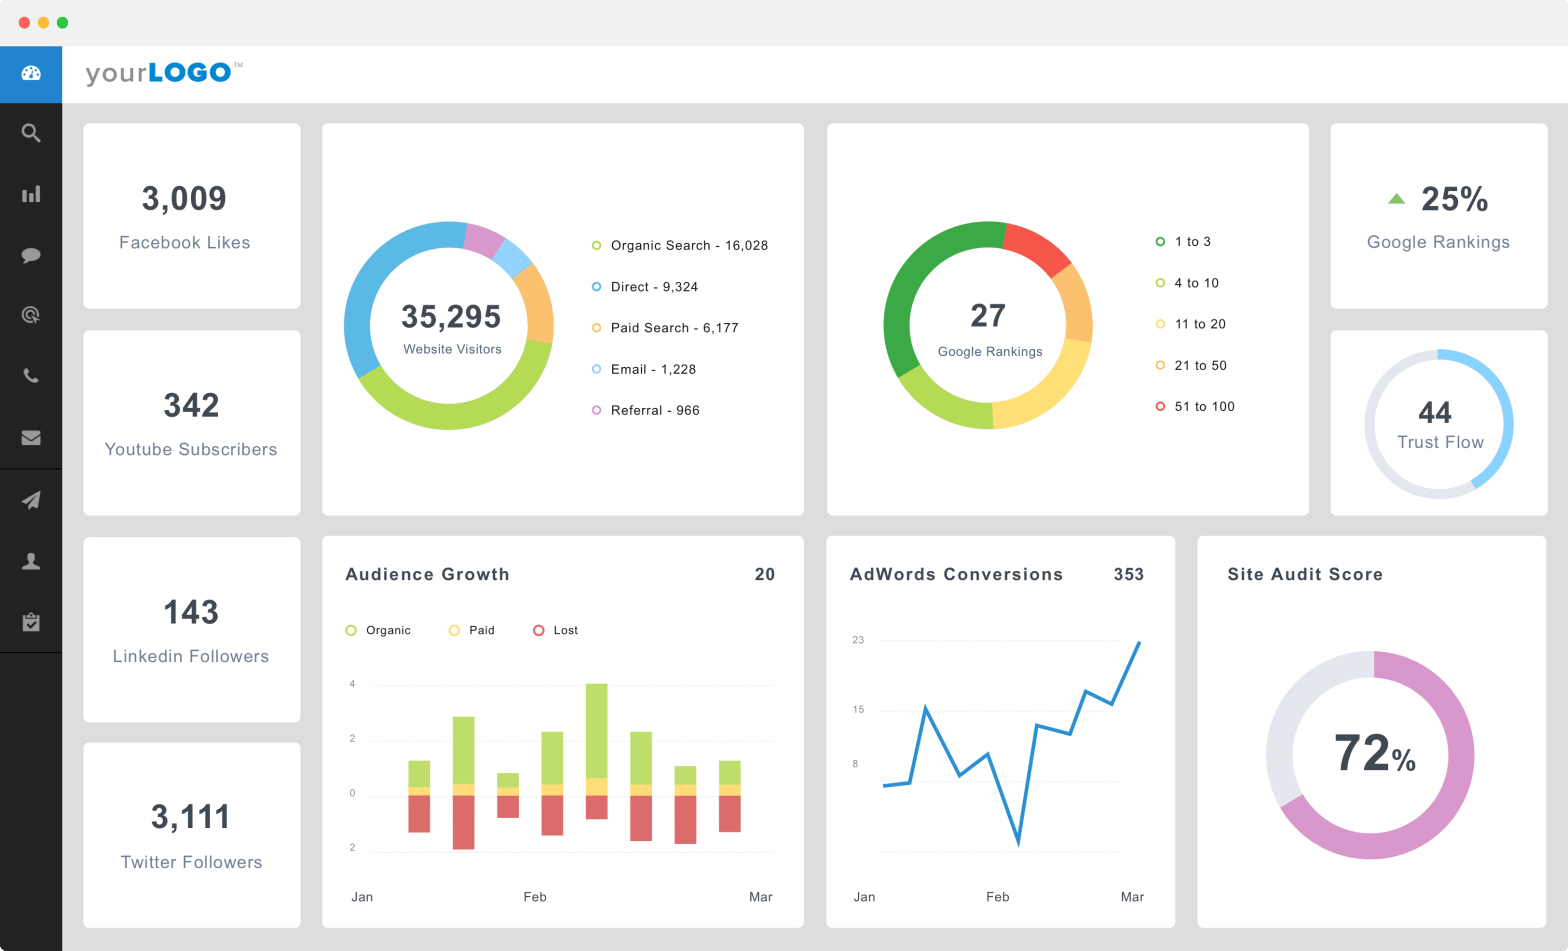 yourLOGO™
3,009
Facebook Likes
35,295
Website Visitors
Organic Search - 16,028
Direct - 9,324
Paid Search - 6,177
Email - 1,228
Referral - 966
27
Google Rankings
1 to 3
4 to 10
11 to 20
21 to 50
51 to 100
25%
Google Rankings
342
Youtube Subscribers
44
Trust Flow
143
Linkedin Followers
3,111
Twitter Followers
Audience Growth 20
Organic Paid Lost
4
2
0
2
Jan Feb Mar
AdWords Conversions 353
23
15
8
Jan Feb Mar
Site Audit Score
72%